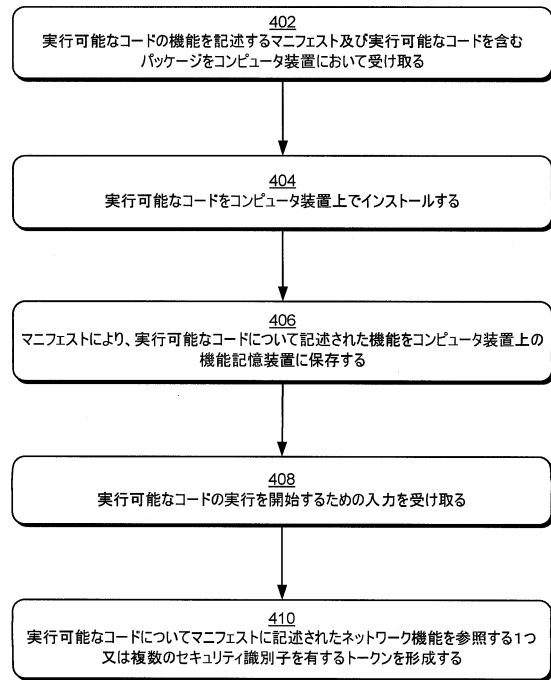 402
実行可能なコードの機能を記述するマニフェスト及び実行可能なコードを含む
パッケージをコンピュータ装置において受け取る
404
実行可能なコードをコンピュータ装置上でインストールする
406
マニフェストにより、実行可能なコードについて記述された機能をコンピュータ装置上の
機能記憶装置に保存する
408
実行可能なコードの実行を開始するための入力を受け取る
410
実行可能なコードについてマニフェストに記述されたネットワーク機能を参照する1つ
又は複数のセキュリティ識別子を有するトークンを形成する